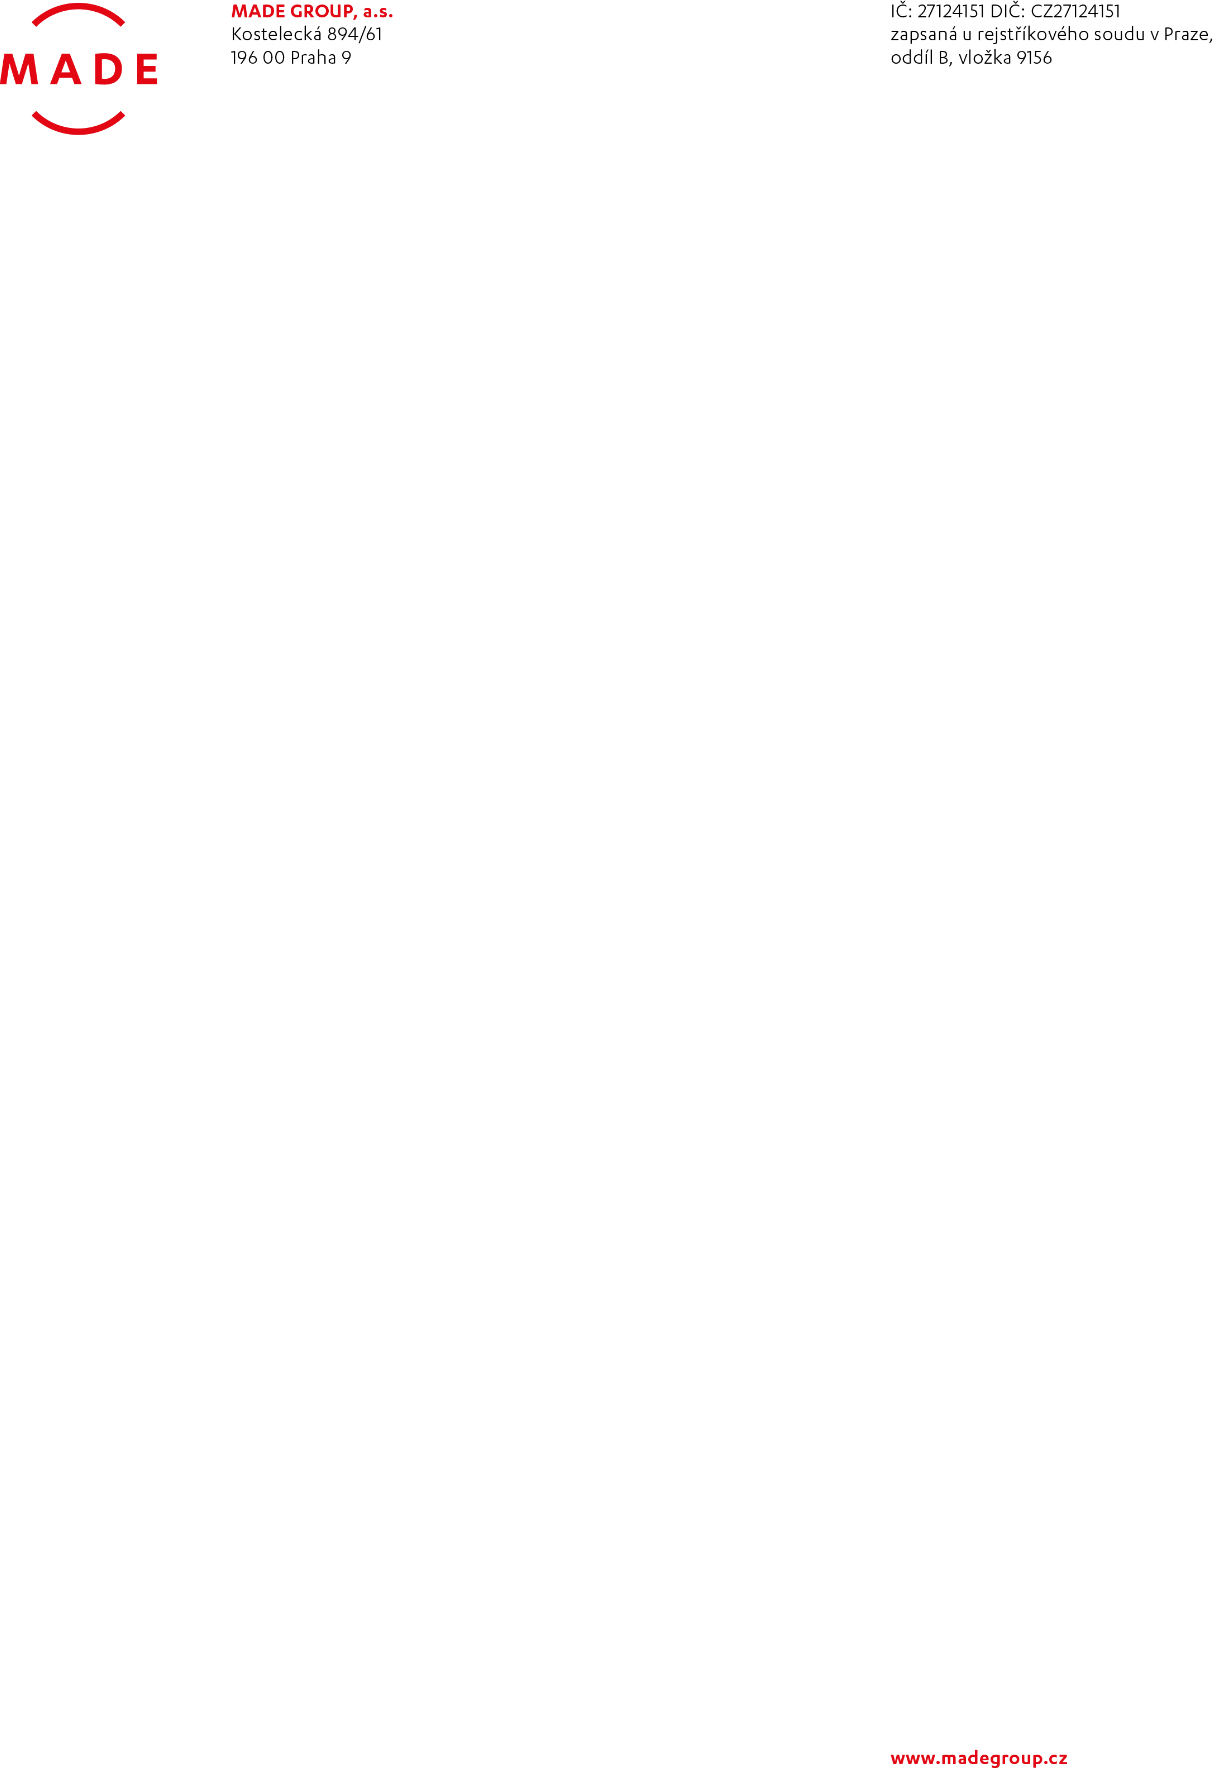 MADE
MADE GROUP, a.s.
Kostelecká 894/61
196 00 Praha 9
IČ: 27124151 DIČ: CZ27124151
zapsaná u rejstříkového soudu v Praze,
oddíl B, vložka 9156
www.madegroup.cz